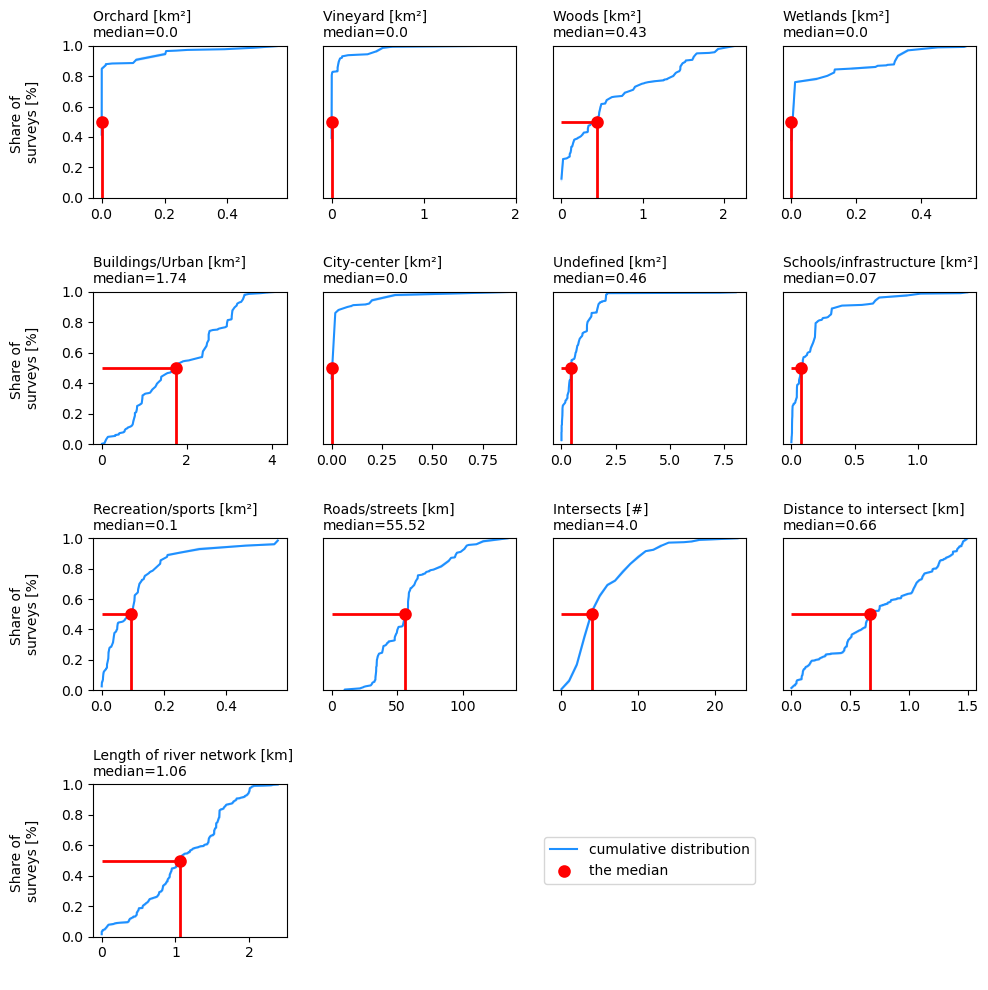 Orchard [km²]
median=0.0
Vineyard [km²]
median=0.0
Woods [km²]
median=0.43
Wetlands [km²]
median=0.0
Share of
surveys [%]
1.0
0.8
0.6
0.4
0.2
0.0
0.0 0.2 0.4
0 1 2
0 1 2
0.0 0.2 0.4
Buildings/Urban [km²]
median=1.74
City-center [km²]
median=0.0
Undefined [km²]
median=0.46
Schools/infrastructure [km²]
median=0.07
Share of
surveys [%]
1.0
0.8
0.6
0.4
0.2
0.0
0 2 4
0.00 0.25 0.50 0.75
0.0 2.5 5.0 7.5
0.0 0.5 1.0
Recreation/sports [km²]
median=0.1
Roads/streets [km]
median=55.52
Intersects [#]
median=4.0
Distance to intersect [km]
median=0.66
Share of
surveys [%]
1.0
0.8
0.6
0.4
0.2
0.0
0.0 0.2 0.4
0 50 100
0 10 20
0.0 0.5 1.0 1.5
Length of river network [km]
median=1.06
Share of
surveys [%]
1.0
0.8
0.6
0.4
0.2
0.0
0 1 2
cumulative distribution
the median